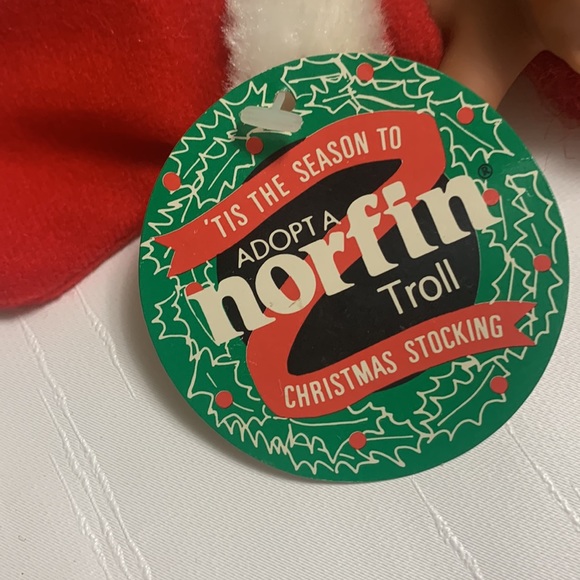 'TIS THE SEASON TO
ADOPT A
norfin®
Troll
CHRISTMAS STOCKING